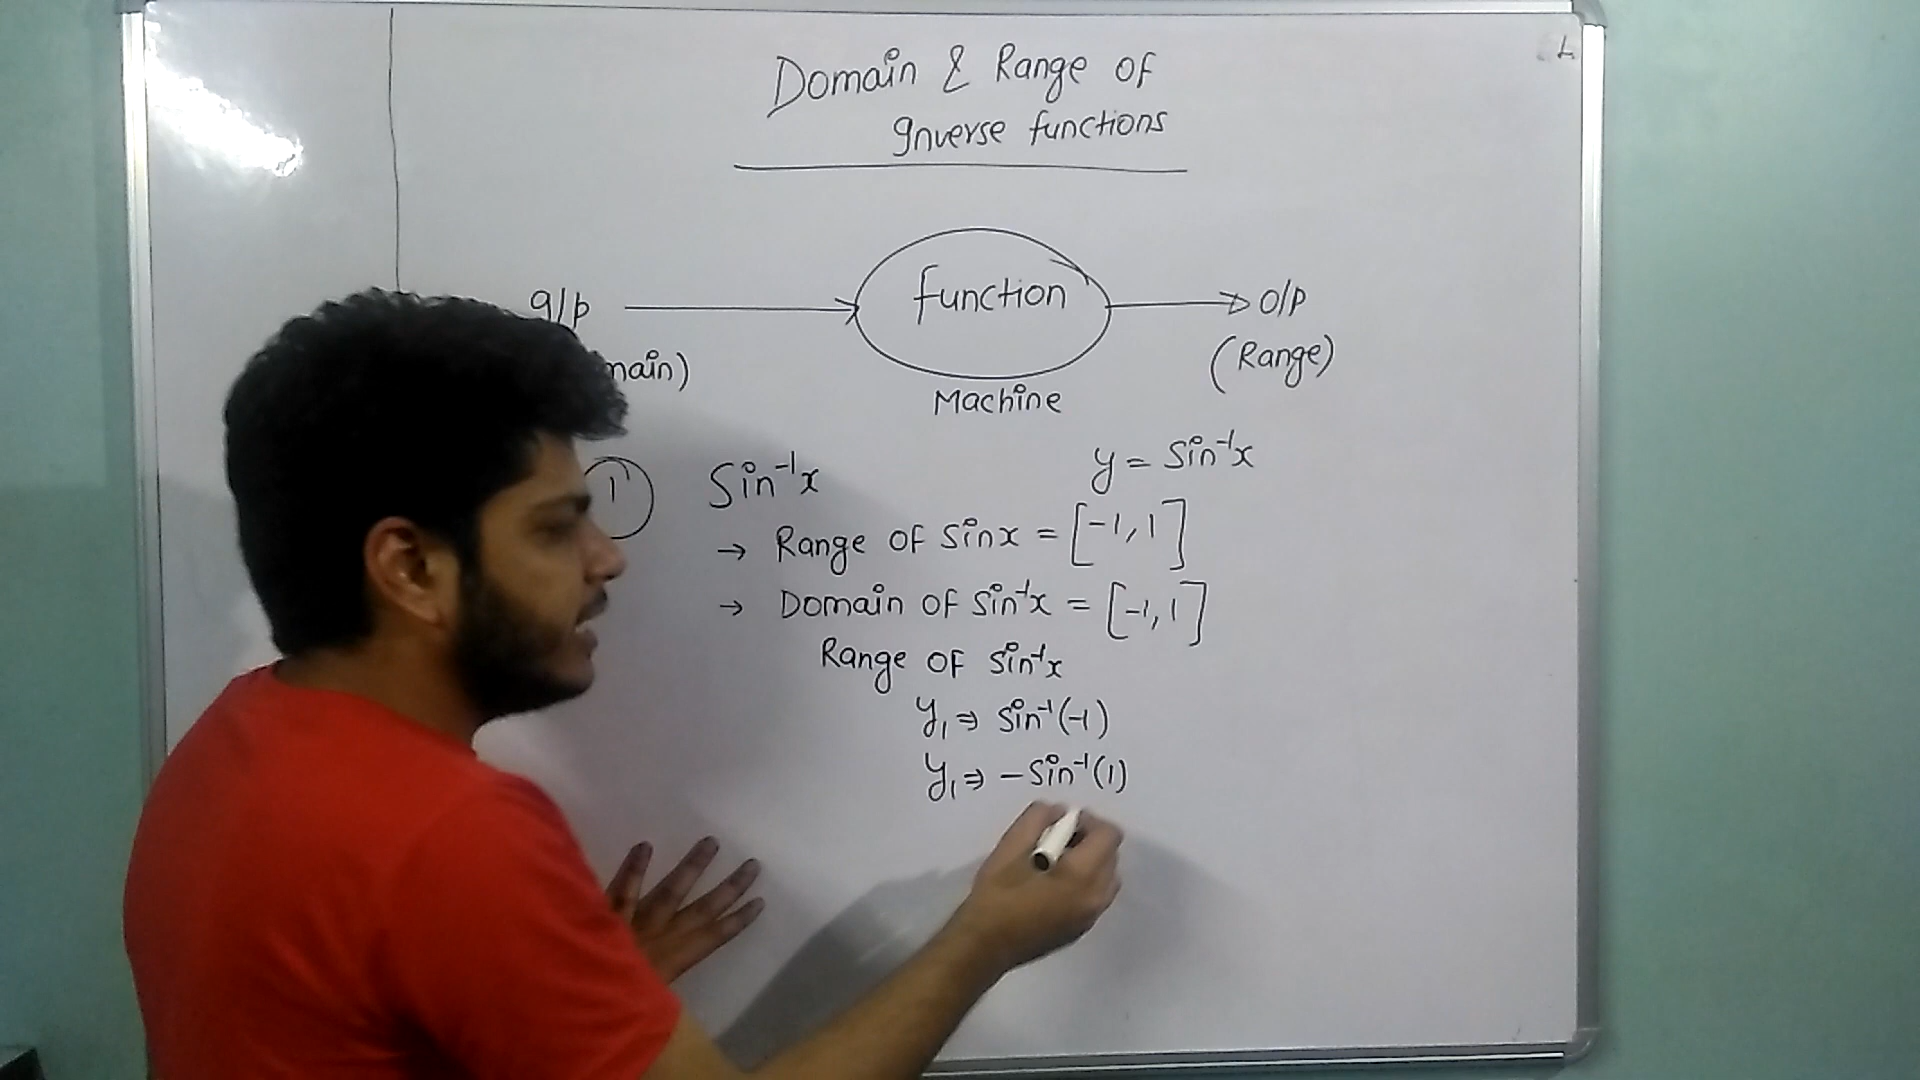 Domain & Range of
Inverse functions
I/p
function
O/p
main)
(Range)
Machine
1
Sin⁻¹x
y = Sin⁻¹x
→ Range of Sinx = [-1, 1]
→ Domain of Sin⁻¹x = [-1, 1]
Range of Sin⁻¹x
y₁ ⇒ Sin⁻¹(-1)
y₁ ⇒ -Sin⁻¹(1)